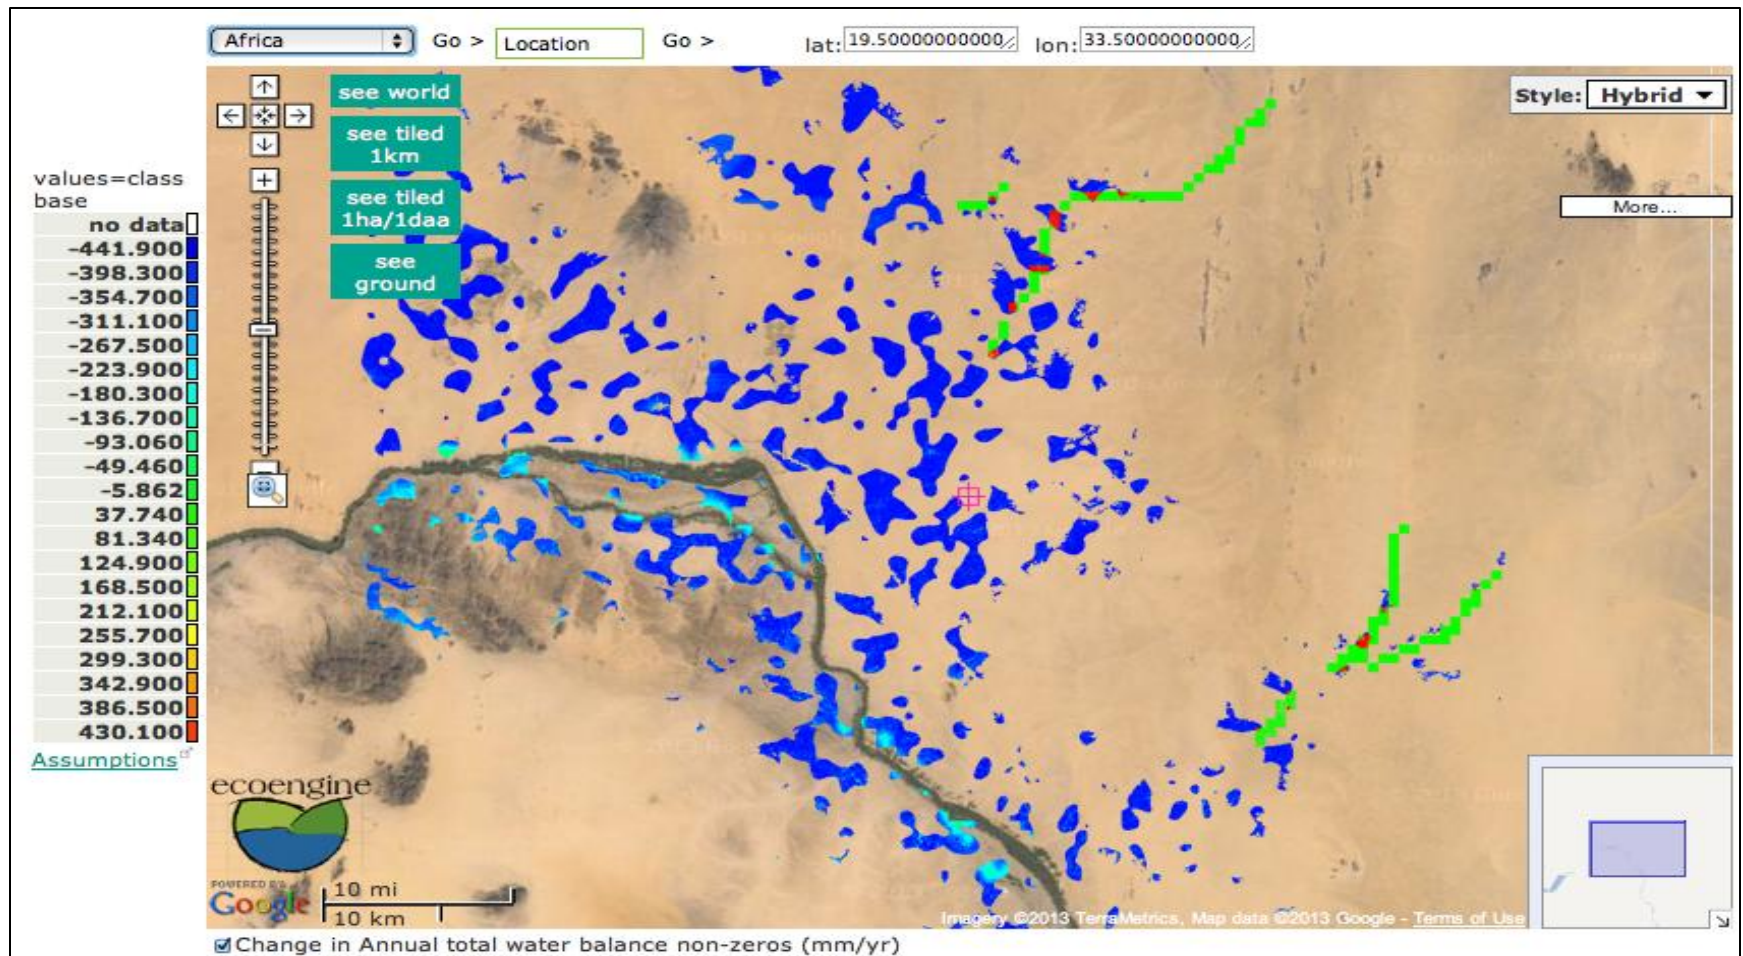 Africa Go > Location Go > lat: 19.50000000000 lon: 33.50000000000
see world
see tiled
1km
see tiled
1ha/1daa
see
ground
Style: Hybrid
More...
values=class
base
no data
-441.900
-398.300
-354.700
-311.100
-267.500
-223.900
-180.300
-136.700
-93.060
-49.460
-5.862
37.740
81.340
124.900
168.500
212.100
255.700
299.300
342.900
386.500
430.100
Assumptions
ecoengine
POWERED BY
Google
10 mi
10 km
Imagery ©2013 TerraMetrics, Map data ©2013 Google - Terms of Use
Change in Annual total water balance non-zeros (mm/yr)